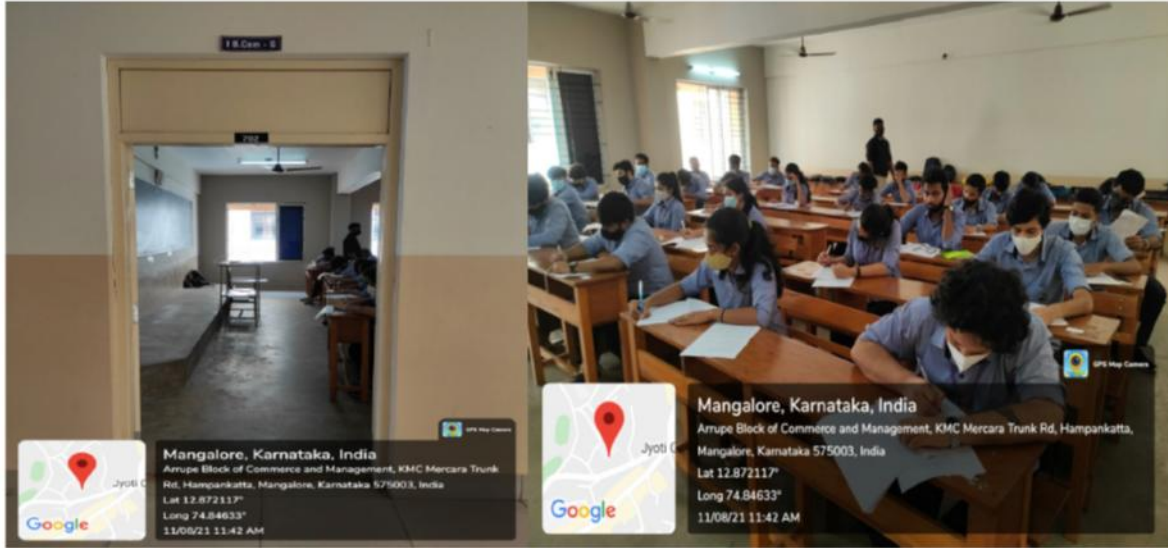 I B.Com - G
Mangalore, Karnataka, India
Arrupe Block of Commerce and Management, KMC Mercara Trunk
Rd, Hampankatta, Mangalore, Karnataka 575003, India
Lat 12.872117°
Long 74.84633°
11/08/21 11:42 AM
GPS Map Camera
Jyoti
Google
Mangalore, Karnataka, India
Arrupe Block of Commerce and Management, KMC Mercara Trunk Rd, Hampankatta,
Mangalore, Karnataka 575003, India
Lat 12.872117°
Long 74.84633°
11/08/21 11:42 AM
GPS Map Camera
Jyoti
Google